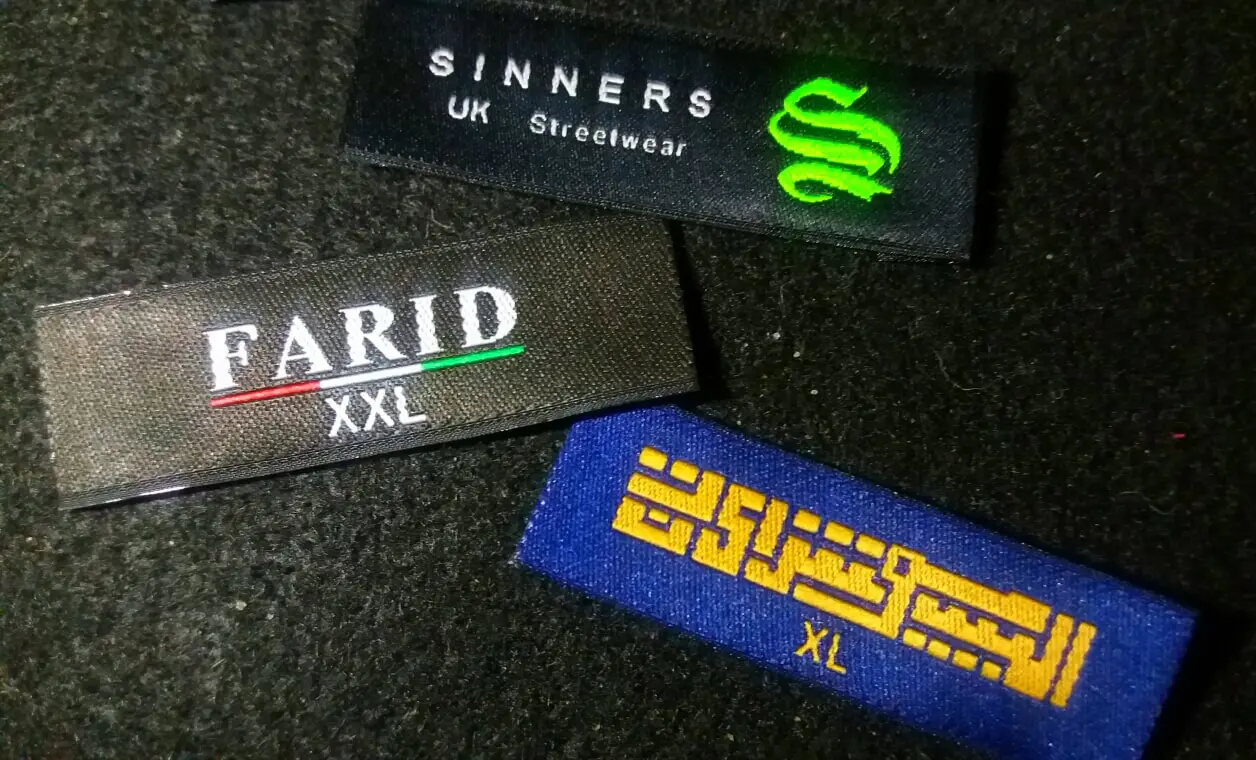 SINNERS
UK Streetwear
S
FARID
XXL
XL